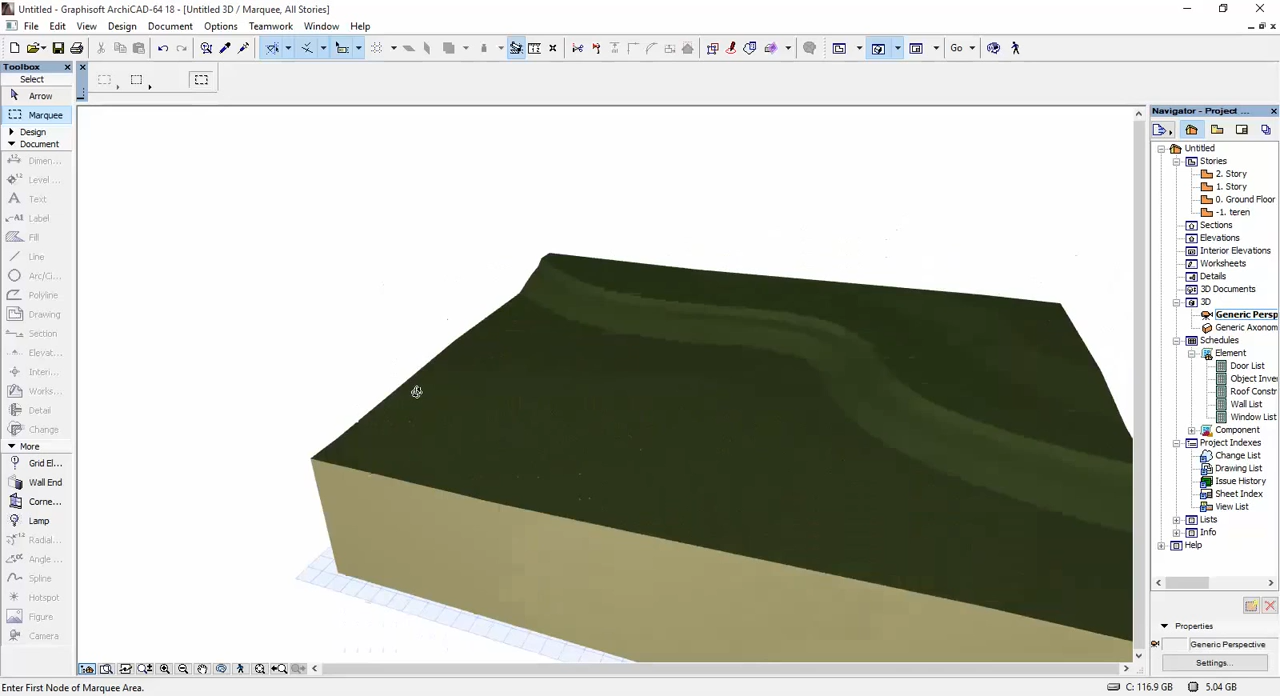 Untitled - Graphisoft ArchiCAD-64 18 - [Untitled 3D / Marquee, All Stories]
File Edit View Design Document Options Teamwork Window Help
Go
Toolbox
Select
Arrow
Marquee
Design
Document
Dimen...
Level ...
Text
Label
Fill
Line
Arc/Ci...
Polyline
Drawing
Section
Elevat...
Interi...
Works...
Detail
Change
More
Grid El...
Wall End
Corne...
Lamp
Radial...
Angle ...
Spline
Hotspot
Figure
Camera
Navigator - Project ...
Untitled
Stories
2. Story
1. Story
0. Ground Floor
-1. teren
Sections
Elevations
Interior Elevations
Worksheets
Details
3D Documents
3D
Generic Persp
Generic Axonom
Schedules
Element
Door List
Object Inve
Roof Constr
Wall List
Window List
Component
Project Indexes
Change List
Drawing List
Issue History
Sheet Index
View List
Lists
Info
Help
Properties
Generic Perspective
Settings...
Enter First Node of Marquee Area.
C: 116.9 GB
5.04 GB